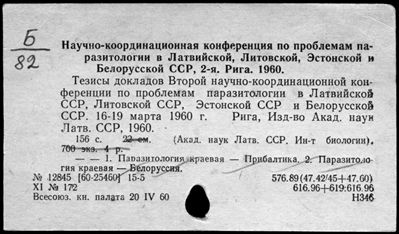 Б
82
Научно-координационная конференция по проблемам па-
разитологии в Латвийской, Литовской, Эстонской и
Белорусской ССР, 2-я. Рига. 1960.
Тезисы докладов Второй научно-координационной кон-
ференции по проблемам паразитологии в Латвийской
ССР, Литовской ССР, Эстонской ССР и Белорусской
ССР. 16-19 марта 1960 г. Рига, Изд-во Акад. наук
Латв. ССР, 1960.
156 с. 22 см. (Акад. наук Латв. ССР. Ин-т биологии).
700 экз. 4 р.
— — 1. Паразитология краевая — Прибалтика. 2. Паразитоло-
гия краевая — Белоруссия.
№ 12845 [60-25460] 15-5 576.89(47.42/45+47.60)
XI № 172 616.96+619:616.96
Всесоюз. кн. палата 20 IV 60 Н346